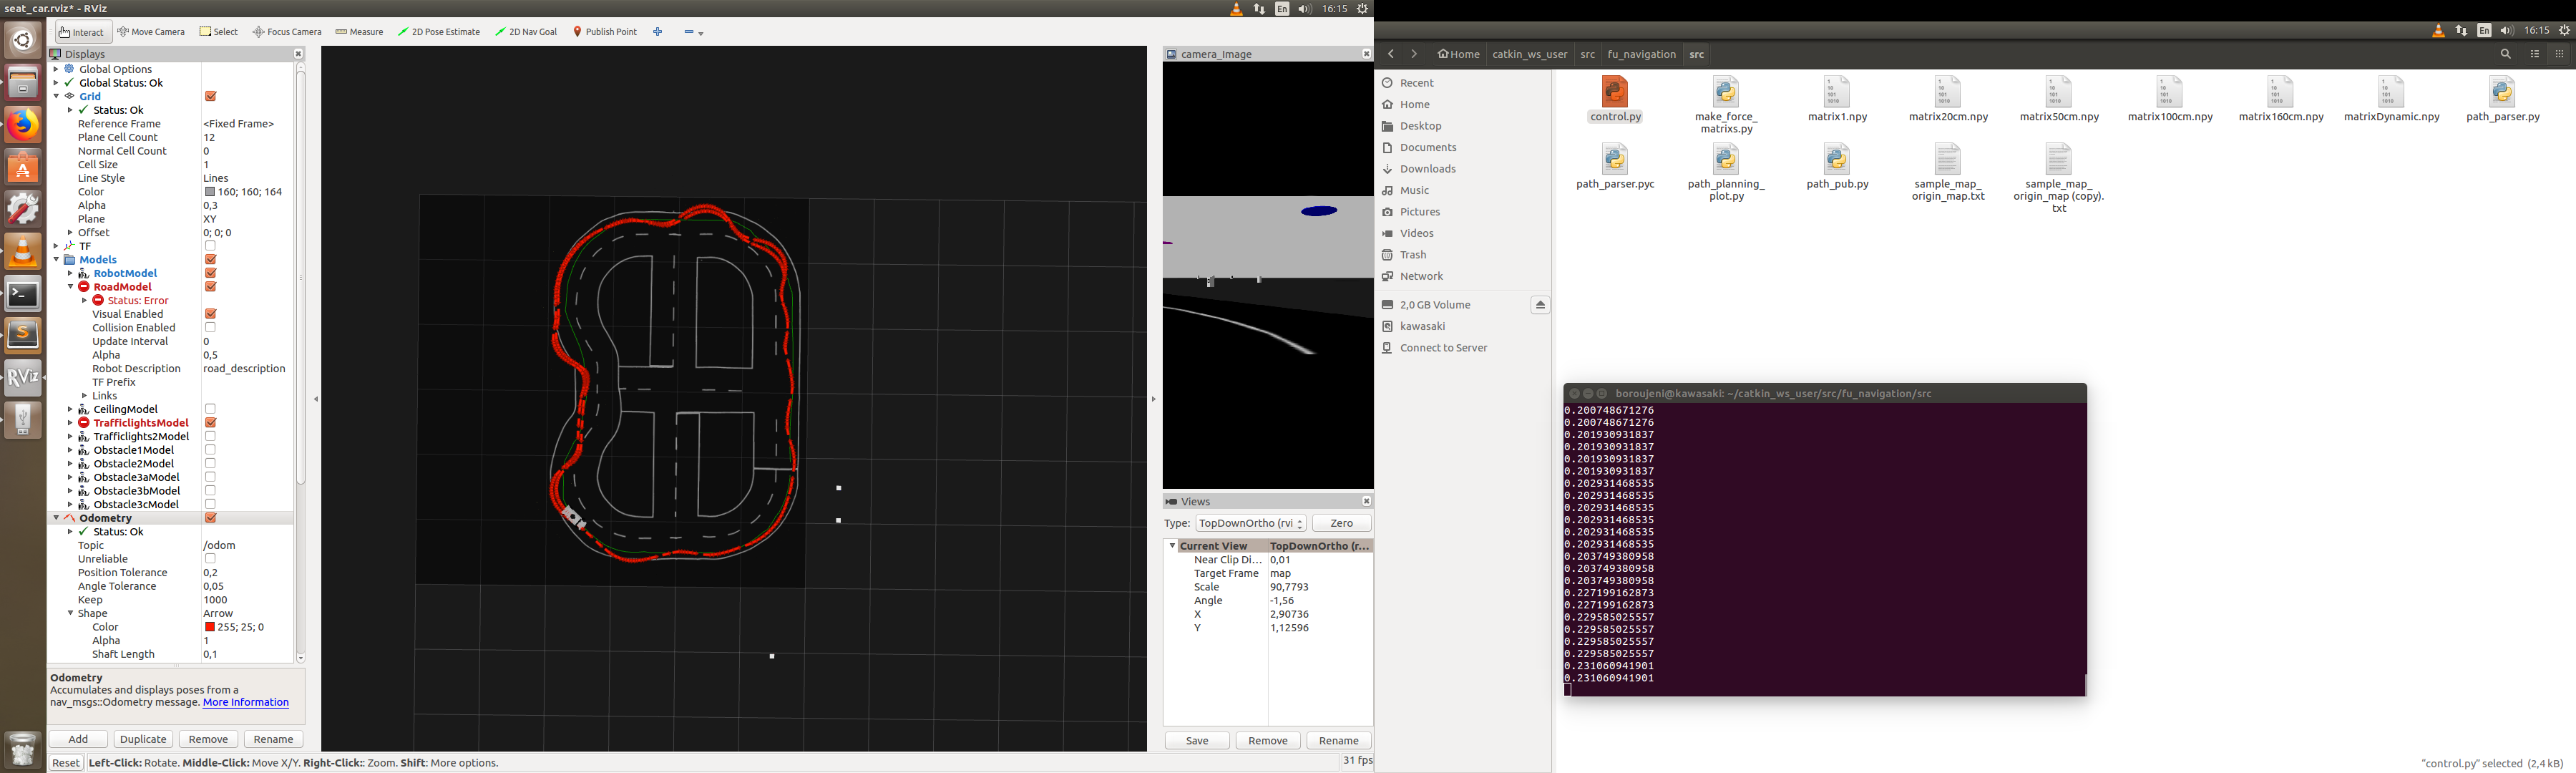 seat_car.rviz* - RViz
En
16:15
Interact
Move Camera
Select
Focus Camera
Measure
2D Pose Estimate
2D Nav Goal
Publish Point
Displays
Global Options
Global Status: Ok
Grid
Status: Ok
Reference Frame <Fixed Frame>
Plane Cell Count 12
Normal Cell Count 0
Cell Size 1
Line Style Lines
Color 160; 160; 164
Alpha 0,3
Plane XY
Offset 0; 0; 0
TF
Models
RobotModel
RoadModel
Status: Error
Visual Enabled
Collision Enabled
Update Interval 0
Alpha 0,5
Robot Description road_description
TF Prefix
Links
CeilingModel
TrafficlightsModel
Trafficlights2Model
Obstacle1Model
Obstacle2Model
Obstacle3aModel
Obstacle3bModel
Obstacle3cModel
Odometry
Status: Ok
Topic /odom
Unreliable
Position Tolerance 0,2
Angle Tolerance 0,05
Keep 1000
Shape Arrow
Color 255; 25; 0
Alpha 1
Shaft Length 0,1
Odometry
Accumulates and displays poses from a
nav_msgs::Odometry message. More Information
Add Duplicate Remove Rename
Reset Left-Click: Rotate. Middle-Click: Move X/Y. Right-Click:: Zoom. Shift: More options.
31 fps
RViz
camera_Image
Views
Type: TopDownOrtho (rvi Zero
Current View TopDownOrtho (r...
Near Clip Di... 0,01
Target Frame map
Scale 90,7793
Angle -1,56
X 2,90736
Y 1,12596
Save Remove Rename
En
16:15
Home catkin_ws_user src fu_navigation src
Recent
Home
Desktop
Documents
Downloads
Music
Pictures
Videos
Trash
Network
2,0 GB Volume
kawasaki
Connect to Server
control.py
make_force_
matrixs.py
matrix1.npy
matrix20cm.npy
matrix50cm.npy
matrix100cm.npy
matrix160cm.npy
matrixDynamic.npy
path_parser.py
path_parser.pyc
path_planning_
plot.py
path_pub.py
sample_map_
origin_map.txt
sample_map_
origin_map (copy).
txt
boroujeni@kawasaki: ~/catkin_ws_user/src/fu_navigation/src
0.200748671276
0.200748671276
0.201930931837
0.201930931837
0.201930931837
0.201930931837
0.202931468535
0.202931468535
0.202931468535
0.202931468535
0.202931468535
0.202931468535
0.203749380958
0.203749380958
0.203749380958
0.227199162873
0.227199162873
0.229585025557
0.229585025557
0.229585025557
0.229585025557
0.231060941901
0.231060941901
"control.py" selected (2,4 kB)